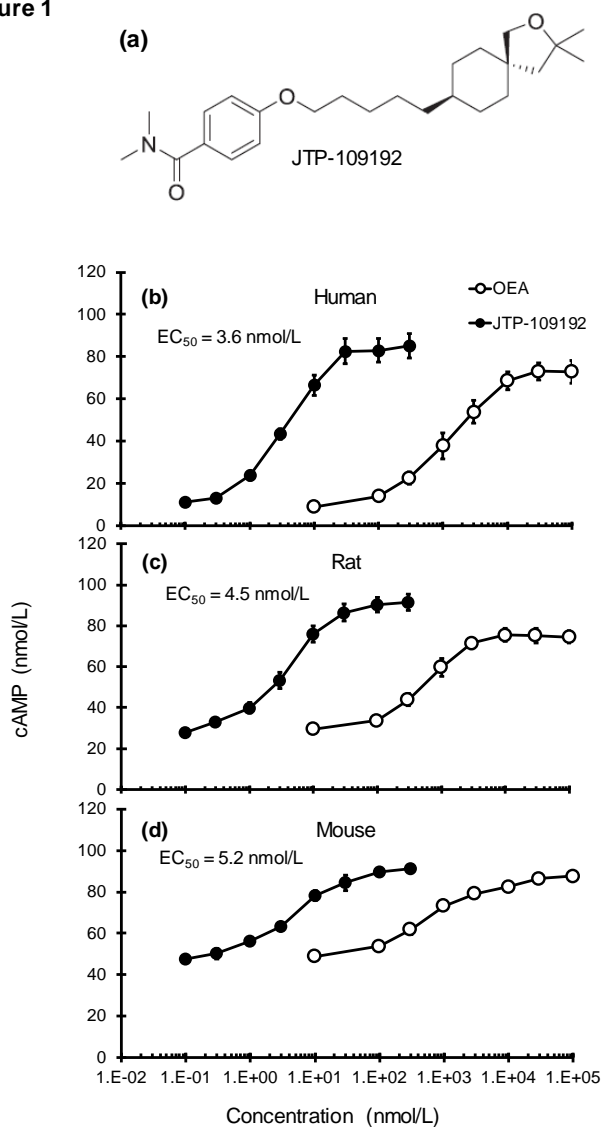 ure 1
(a)
O
O
N
O
JTP-109192
120
100
80
60
40
20
0
(b)
Human
EC50 = 3.6 nmol/L
OEA
JTP-109192
120
100
80
60
40
20
0
(c)
Rat
EC50 = 4.5 nmol/L
cAMP (nmol/L)
120
100
80
60
40
20
0
(d)
Mouse
EC50 = 5.2 nmol/L
1.E-02 1.E-01 1.E+00 1.E+01 1.E+02 1.E+03 1.E+04 1.E+05
Concentration (nmol/L)